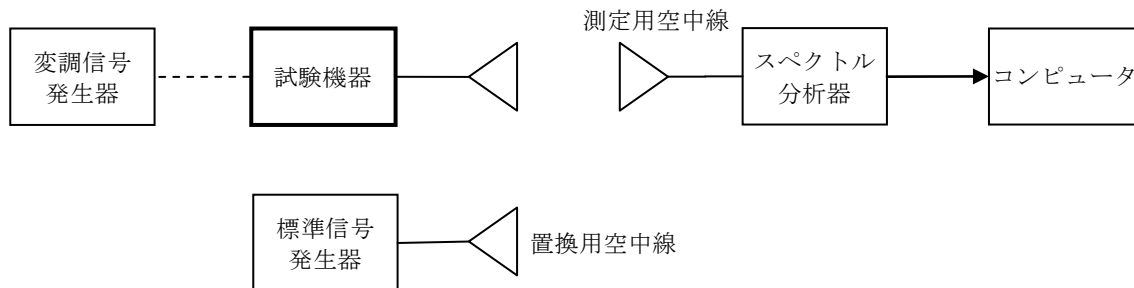 測定用空中線
変調信号
発生器
試験機器
スペクトル
分析器
コンピュータ
標準信号
発生器
置換用空中線